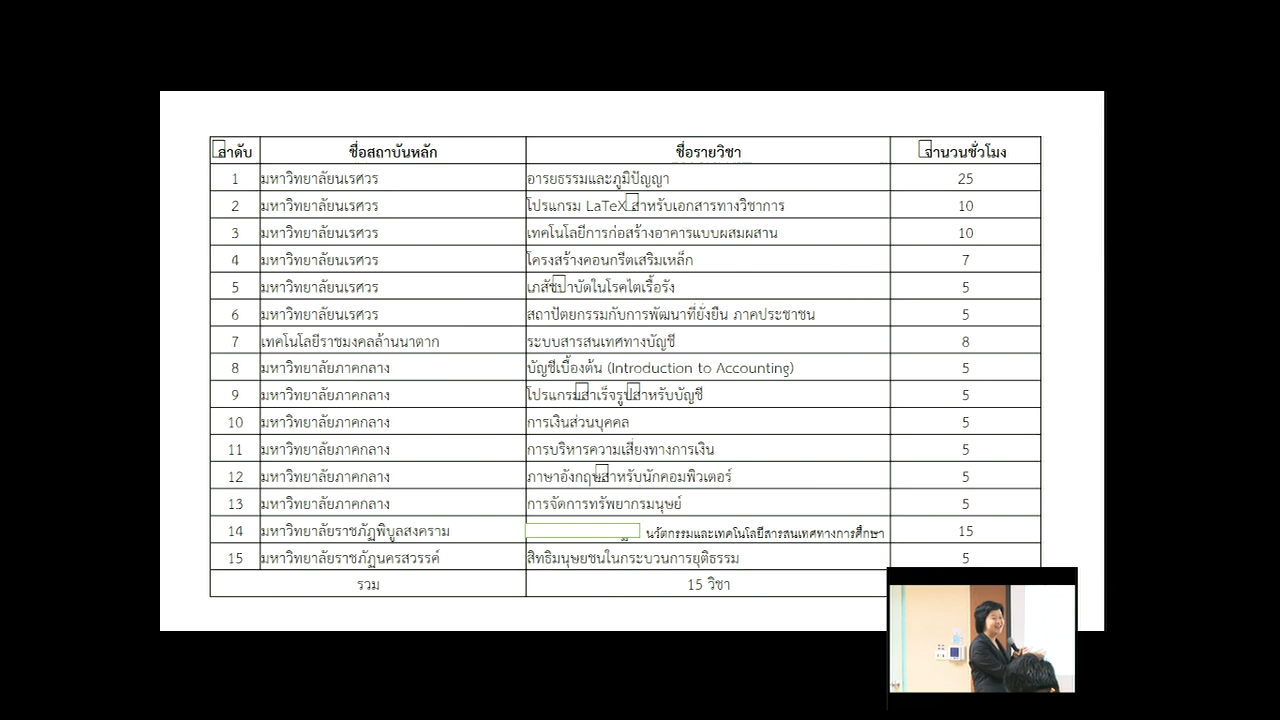 ลำดับ ชื่อสถาบันหลัก ชื่อรายวิชา จำนวนชั่วโมง
1 มหาวิทยาลัยนเรศวร อารยธรรมและภูมิปัญญา 25
2 มหาวิทยาลัยนเรศวร โปรแกรม LaTeX สำหรับเอกสารทางวิชาการ 10
3 มหาวิทยาลัยนเรศวร เทคโนโลยีการก่อสร้างอาคารแบบผสมผสาน 10
4 มหาวิทยาลัยนเรศวร โครงสร้างคอนกรีตเสริมเหล็ก 7
5 มหาวิทยาลัยนเรศวร เภสัชบำบัดในโรคไตเรื้อรัง 5
6 มหาวิทยาลัยนเรศวร สถาปัตยกรรมกับการพัฒนาที่ยั่งยืน ภาคประชาชน 5
7 เทคโนโลยีราชมงคลล้านนาตาก ระบบสารสนเทศทางบัญชี 8
8 มหาวิทยาลัยภาคกลาง บัญชีเบื้องต้น (Introduction to Accounting) 5
9 มหาวิทยาลัยภาคกลาง โปรแกรมสำเร็จรูปสำหรับบัญชี 5
10 มหาวิทยาลัยภาคกลาง การเงินส่วนบุคคล 5
11 มหาวิทยาลัยภาคกลาง การบริหารความเสี่ยงทางการเงิน 5
12 มหาวิทยาลัยภาคกลาง ภาษาอังกฤษสำหรับนักคอมพิวเตอร์ 5
13 มหาวิทยาลัยภาคกลาง การจัดการทรัพยากรมนุษย์ 5
14 มหาวิทยาลัยราชภัฏพิบูลสงคราม นวัตกรรมและเทคโนโลยีสารสนเทศทางการศึกษา 15
15 มหาวิทยาลัยราชภัฏนครสวรรค์ สิทธิมนุษยชนในกระบวนการยุติธรรม 5
รวม 15 วิชา